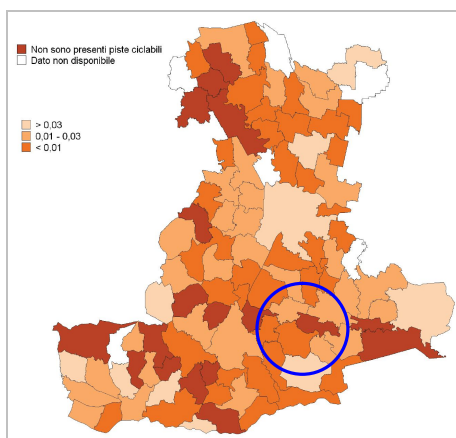 Non sono presenti piste ciclabili
Dato non disponibile
> 0,03
0,01 - 0,03
< 0,01